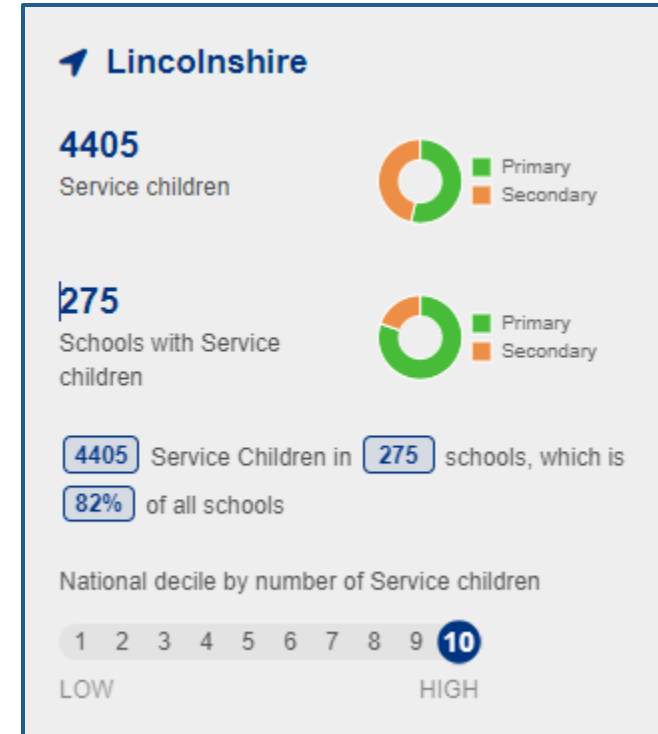 Lincolnshire
4405
Service children
Primary
Secondary
275
Schools with Service
children
Primary
Secondary
4405 Service Children in 275 schools, which is
82% of all schools
National decile by number of Service children
1 2 3 4 5 6 7 8 9 10
LOW HIGH